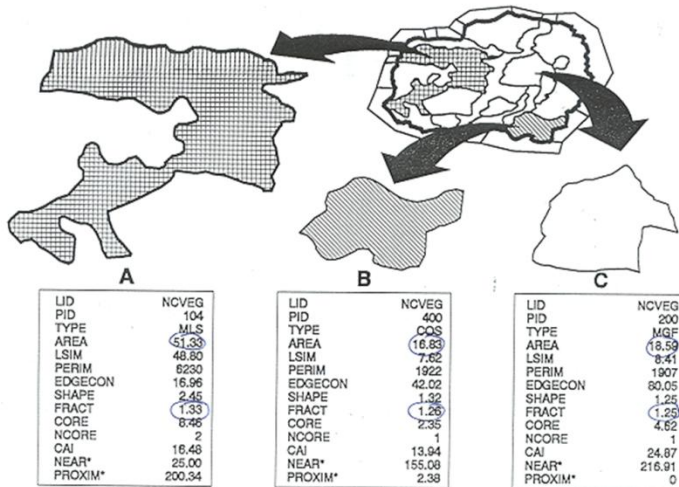 A
B
C
LID NCVEG
PID 104
TYPE MLS
AREA 51.33
LSIM 48.80
PERIM 6230
EDGECON 16.96
SHAPE 2.45
FRACT 1.33
CORE 8.46
NCORE 2
CAI 16.48
NEAR* 25.00
PROXIM* 200.34
LID NCVEG
PID 400
TYPE COS
AREA 16.83
LSIM 7.62
PERIM 1922
EDGECON 42.02
SHAPE 1.32
FRACT 1.26
CORE 2.35
NCORE 1
CAI 13.94
NEAR* 155.08
PROXIM* 2.38
LID NCVEG
PID 200
TYPE MGF
AREA 18.59
LSIM 8.41
PERIM 1907
EDGECON 80.05
SHAPE 1.25
FRACT 1.25
CORE 4.62
NCORE 1
CAI 24.87
NEAR* 216.91
PROXIM* 0